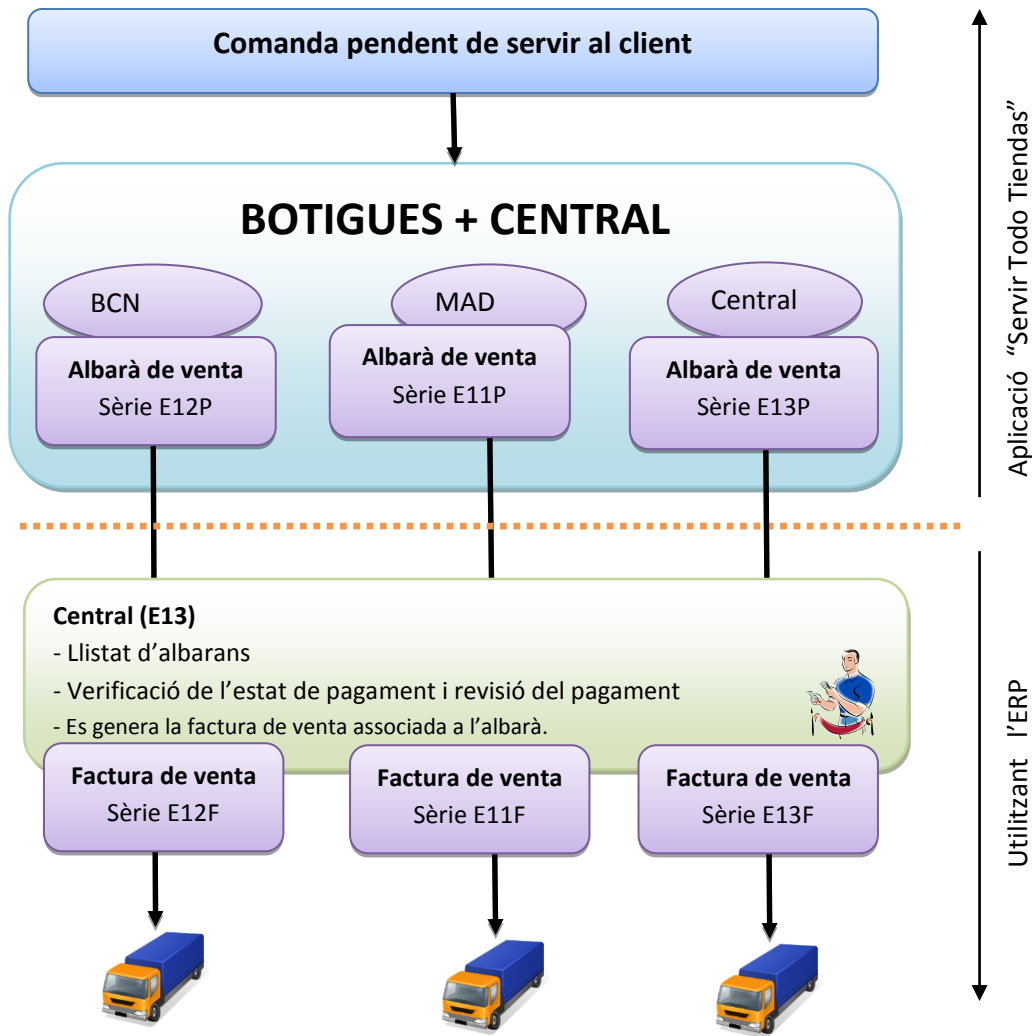 Comanda pendent de servir al client
BOTIGUES + CENTRAL
BCN
MAD
Central
Albarà de venta
Sèrie E12P
Albarà de venta
Sèrie E11P
Albarà de venta
Sèrie E13P
Aplicació “Servir Todo Tiendas”
Central (E13)
- Llistat d’albarans
- Verificació de l’estat de pagament i revisió del pagament
- Es genera la factura de venta associada a l’albarà.
Factura de venta
Sèrie E12F
Factura de venta
Sèrie E11F
Factura de venta
Sèrie E13F
Utilitzant l’ERP